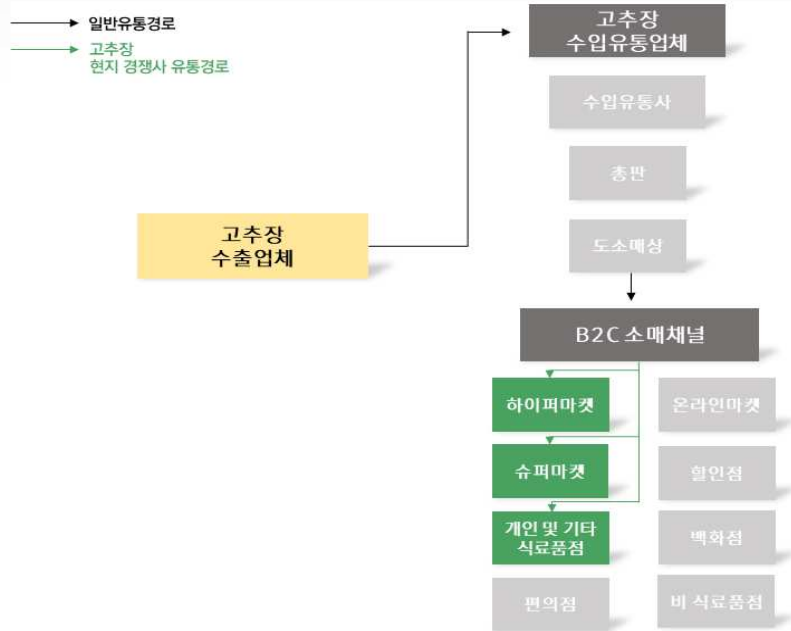 일반유통경로
고추장
현지 경쟁사 유통경로
고추장
수입유통업체
수입유통사
총판
고추장
수출업체
도소매상
B2C 소매채널
하이퍼마켓
온라인마켓
슈퍼마켓
할인점
개인 및 기타
식료품점
백화점
편의점
비 식료품점